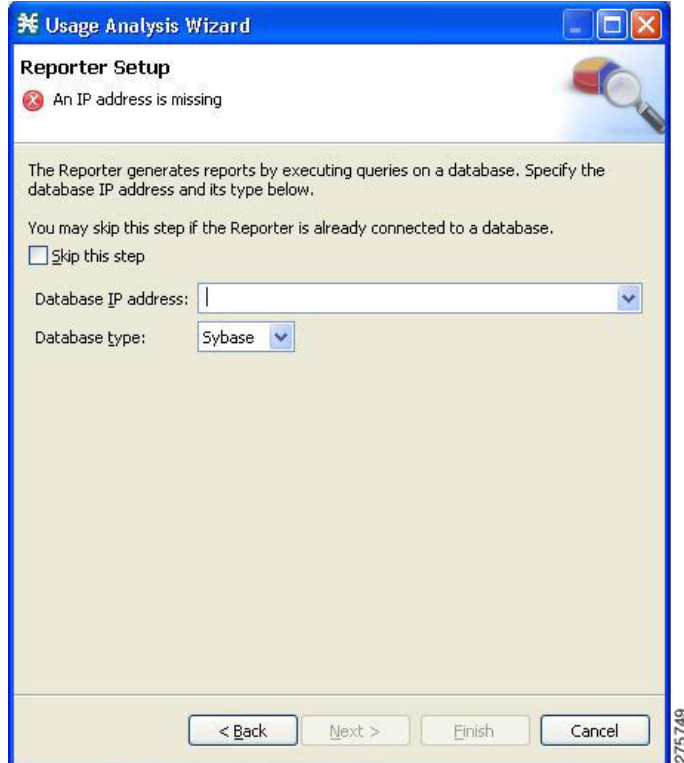 Usage Analysis Wizard
Reporter Setup
An IP address is missing
The Reporter generates reports by executing queries on a database. Specify the
database IP address and its type below.
You may skip this step if the Reporter is already connected to a database.
Skip this step
Database IP address:
Database type:
Sybase
< Back
Next >
Finish
Cancel
275749